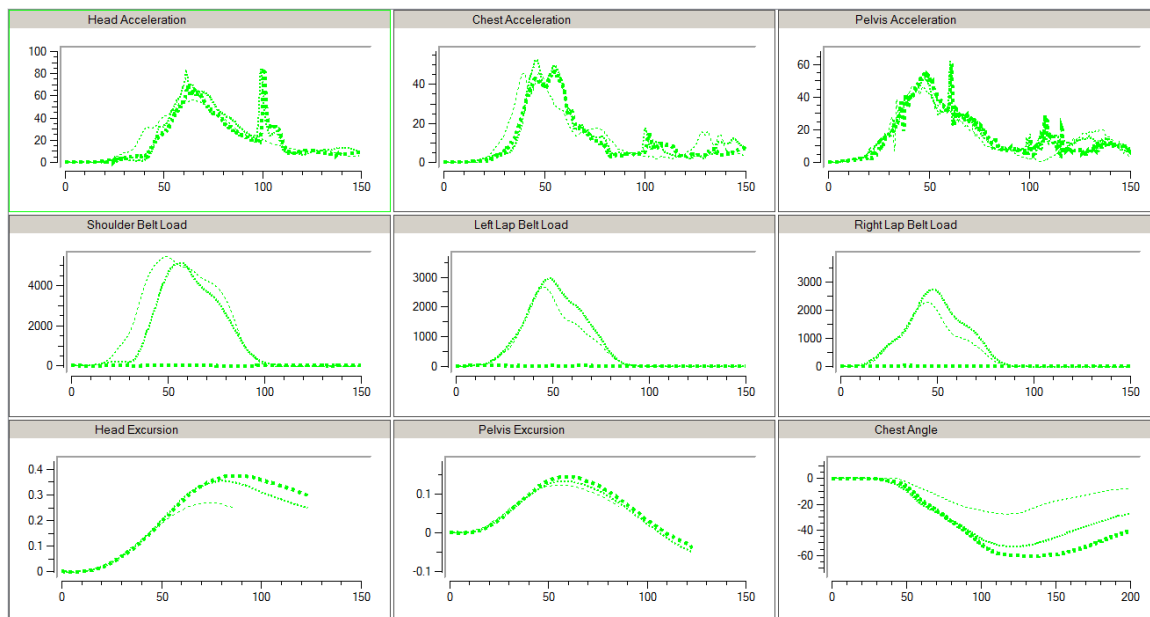 Head Acceleration
100
80
60
40
20
0
0 50 100 150
Chest Acceleration
40
20
0
0 50 100 150
Pelvis Acceleration
60
40
20
0
0 50 100 150
Shoulder Belt Load
4000
2000
0
0 50 100 150
Left Lap Belt Load
3000
2000
1000
0
0 50 100 150
Right Lap Belt Load
3000
2000
1000
0
0 50 100 150
Head Excursion
0.4
0.3
0.2
0.1
0
0 50 100 150
Pelvis Excursion
0.1
0
-0.1
0 50 100 150
Chest Angle
0
-20
-40
-60
0 50 100 150 200